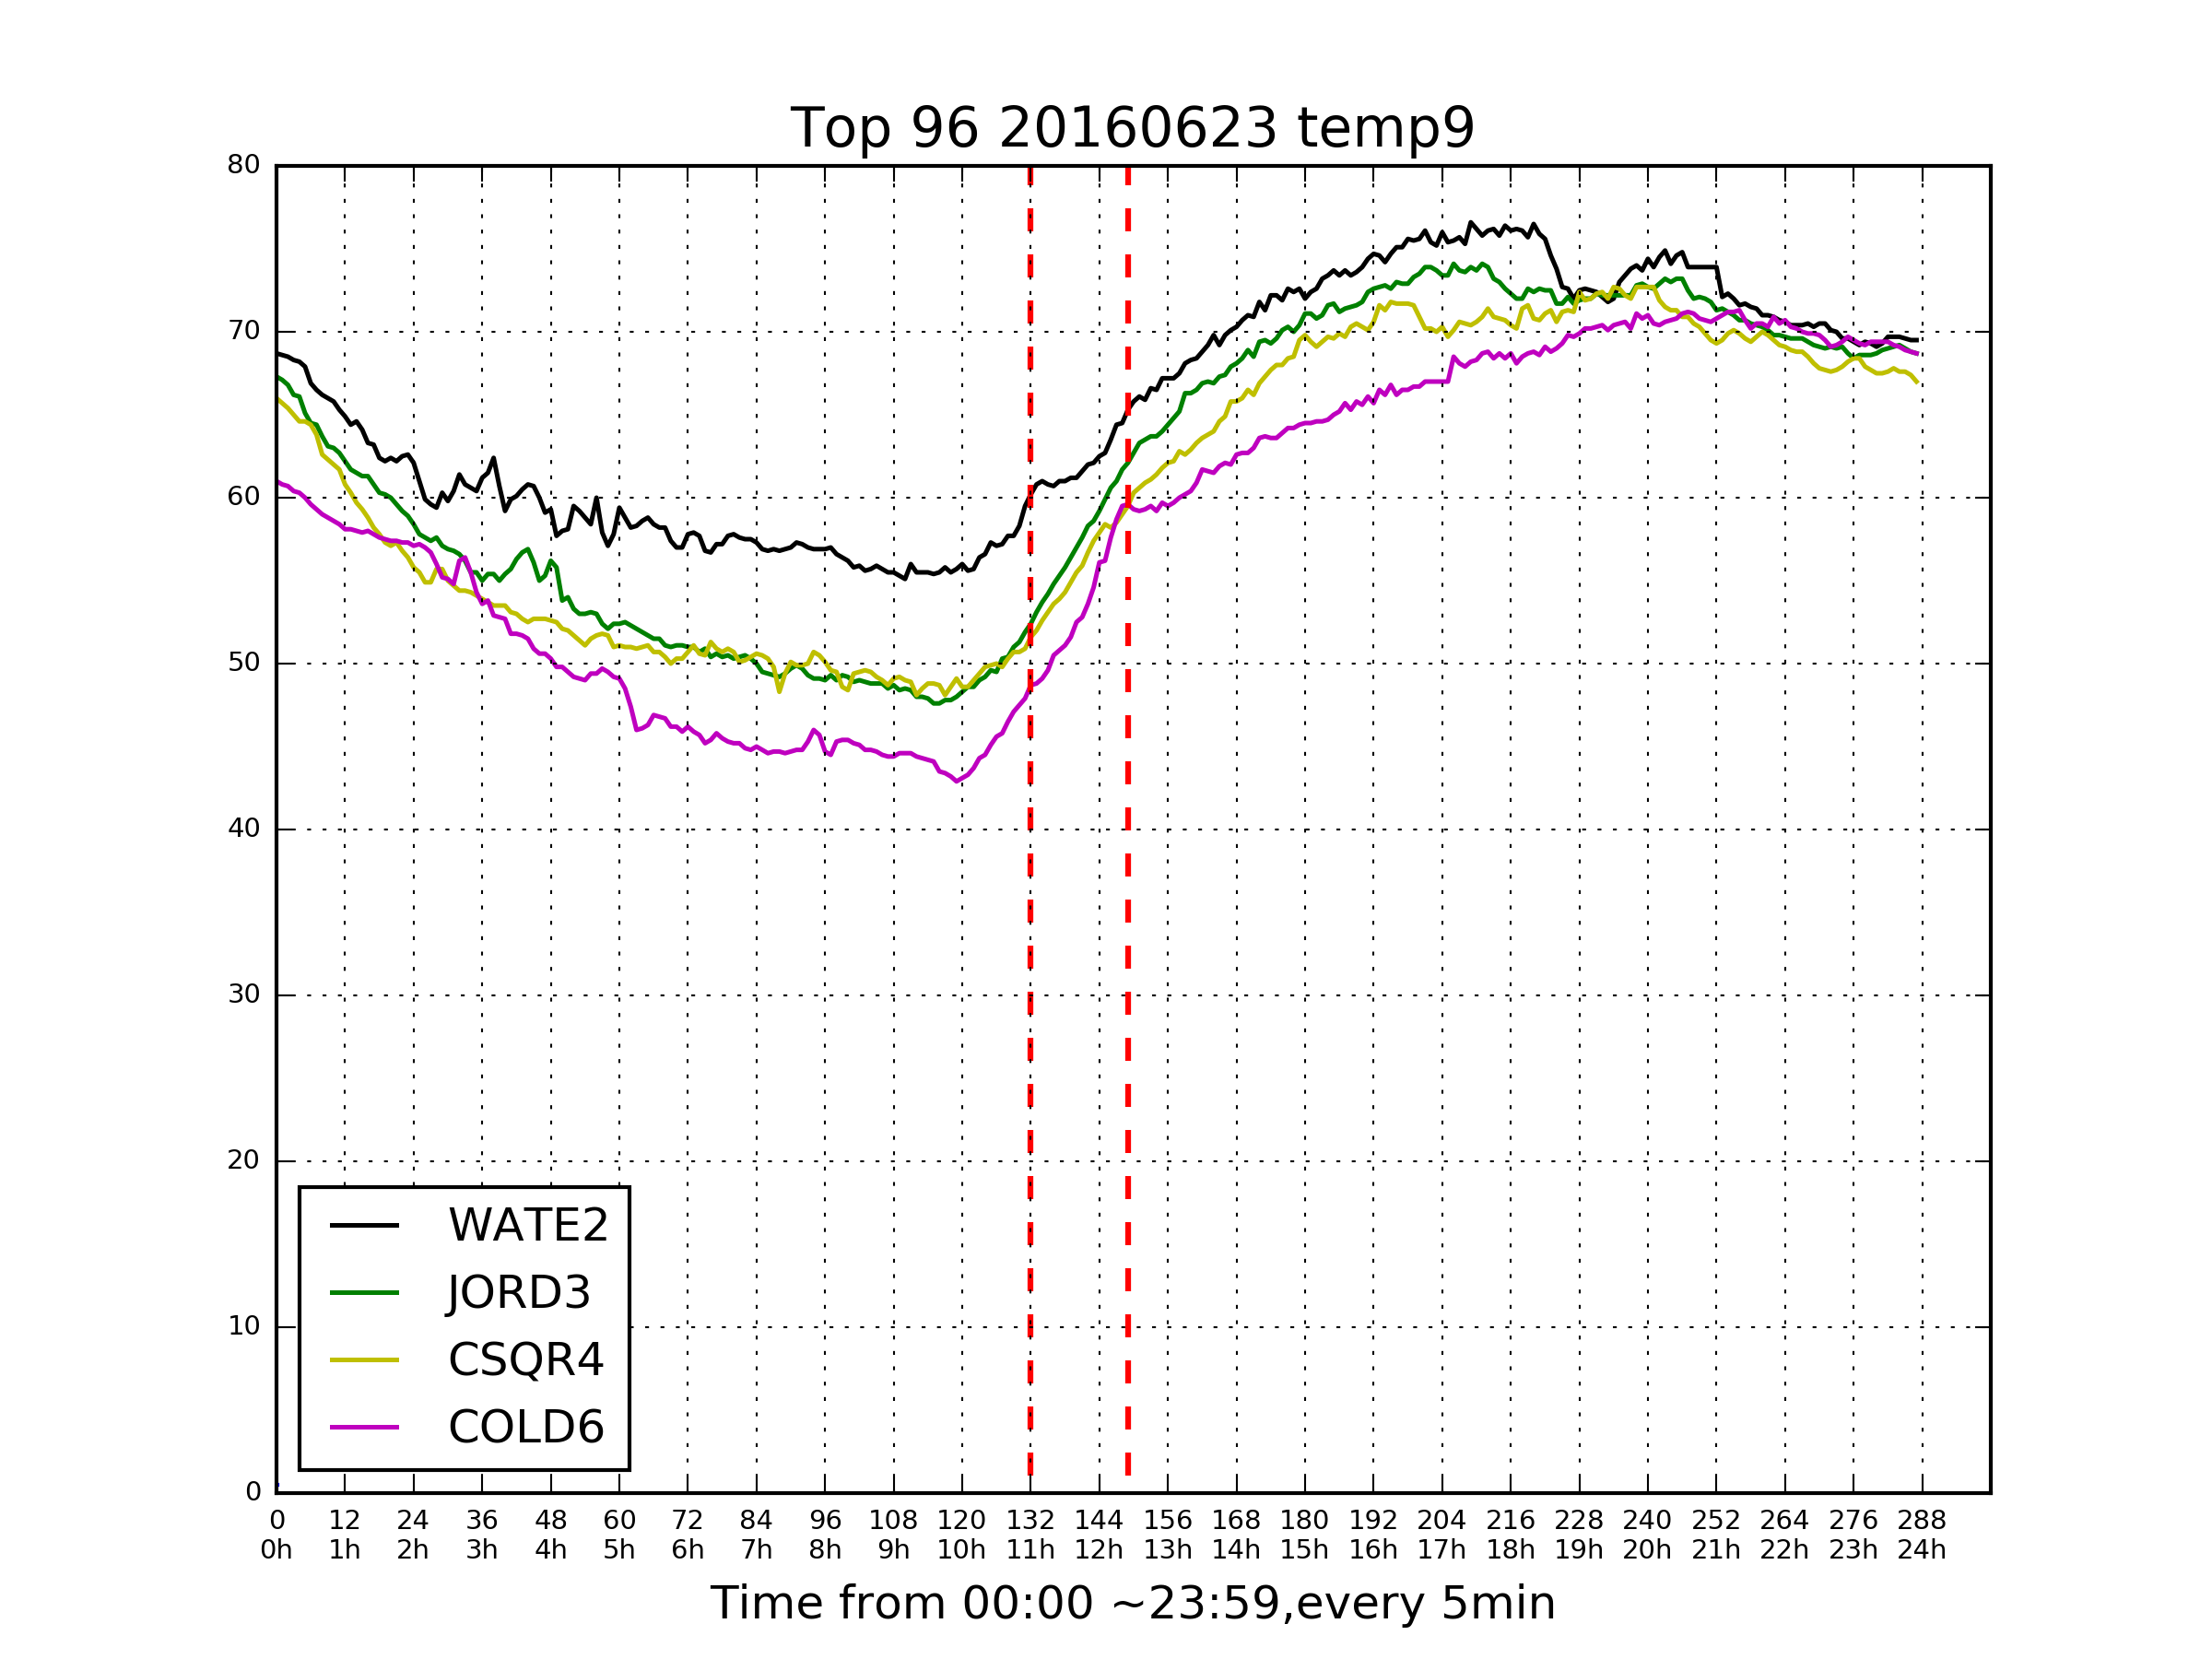 Top 96 20160623 temp9
80
70
60
50
40
30
20
10
0
WATE2
JORD3
CSQR4
COLD6
0 12 24 36 48 60 72 84 96 108 120 132 144 156 168 180 192 204 216 228 240 252 264 276 288
0h 1h 2h 3h 4h 5h 6h 7h 8h 9h 10h 11h 12h 13h 14h 15h 16h 17h 18h 19h 20h 21h 22h 23h 24h
Time from 00:00 ~23:59,every 5min